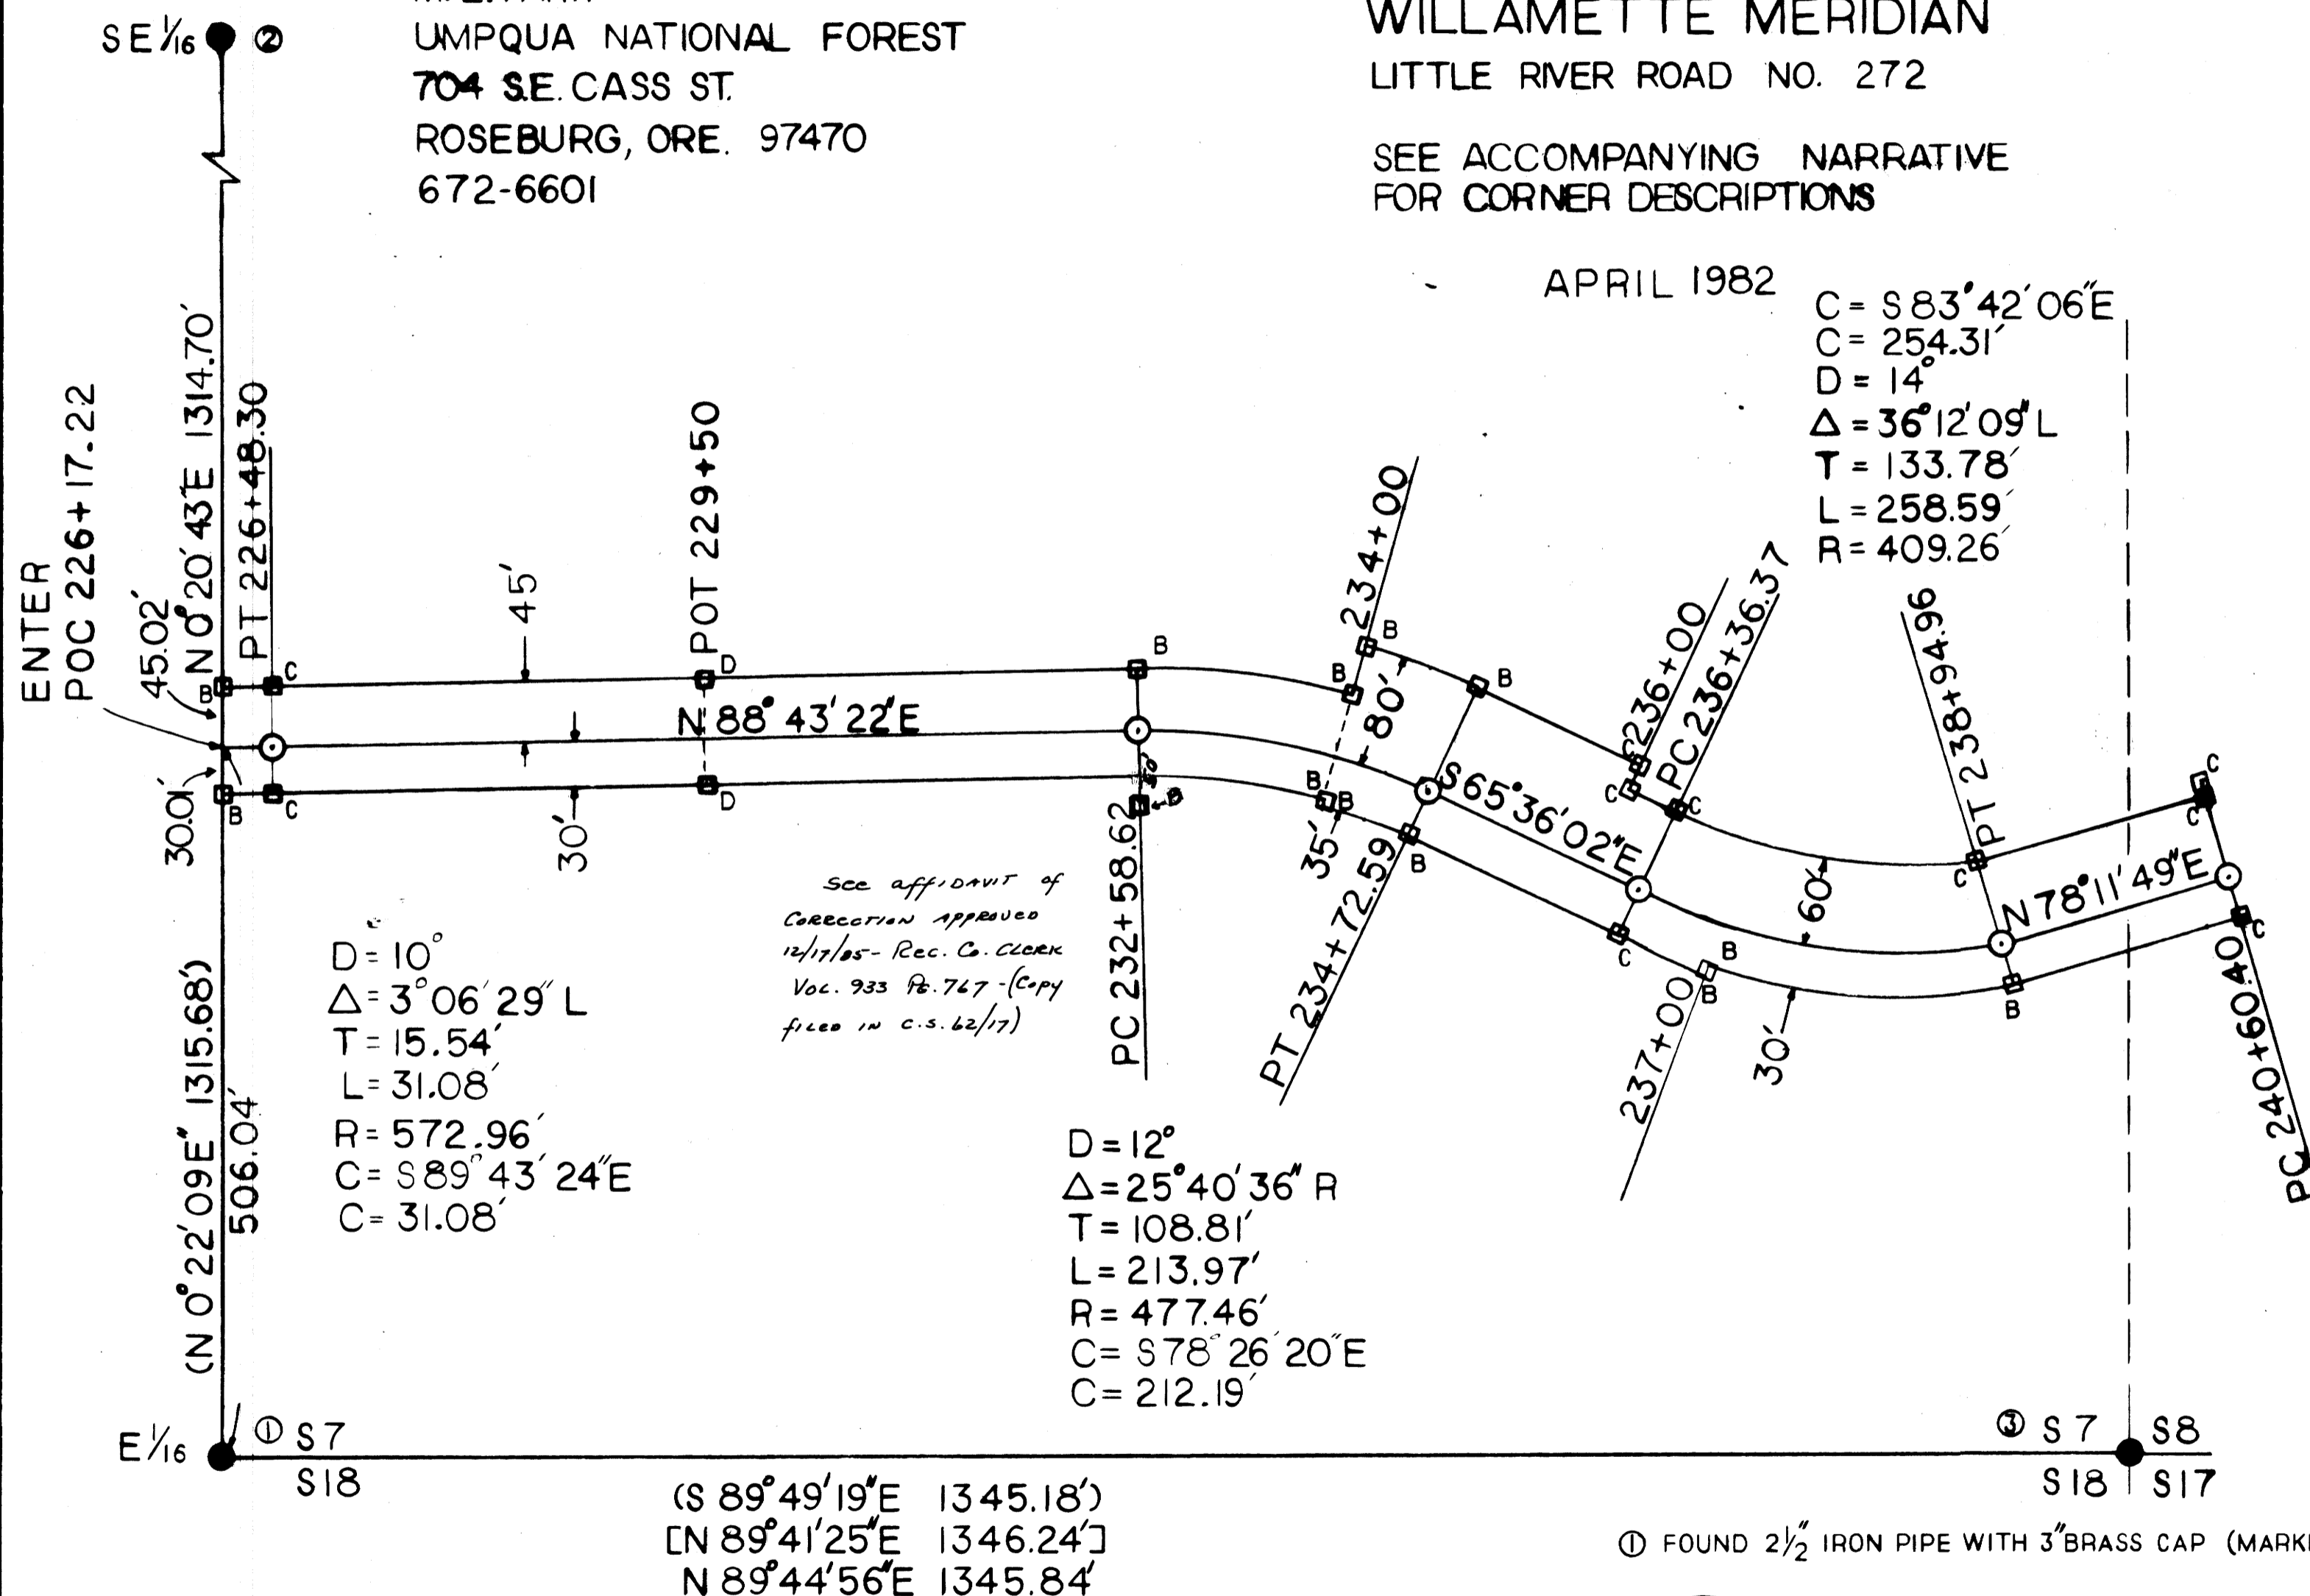 SE 1/16 ②
UMPQUA NATIONAL FOREST
704 S.E. CASS ST.
ROSEBURG, ORE. 97470
672-6601
WILLAMETTE MERIDIAN
LITTLE RIVER ROAD NO. 272
SEE ACCOMPANYING NARRATIVE
FOR CORNER DESCRIPTIONS
APRIL 1982
C = S 83° 42' 06" E
C = 254.31'
D = 14°
Δ = 36° 12' 09" L
T = 133.78'
L = 258.59'
R = 409.26'
ENTER
POC 226+17.22
45.02'
N 0° 20' 43" E 1314.70'
PT 226+48.30
45'
POT 229+50
234+00
236+00
PC 236+36.37
PT 238+94.96
B
C
D
B
B
B
B
C
C
C
C
C
C
N 88° 43' 22" E
80'
S 65° 36' 02" E
60'
N 78° 11' 49" E
30.01'
B
C
D
30'
B
B
B
35'
B
C
B
B
B
C
30'
PC 232+58.62
PT 234+72.59
237+00
PC 240+60.40
See affiDAVIT of
CORRECTION APPROVED
12/17/85 - Rec. Co. CLERK
VOL. 933 PG. 767 - (COPY
filed IN C.S. 62/17)
D = 10°
Δ = 3° 06' 29" L
T = 15.54'
L = 31.08'
R = 572.96'
C = S 89° 43' 24" E
C = 31.08'
(N 0° 22' 09 E" 1315.68')
506.04'
D = 12°
Δ = 25° 40' 36" R
T = 108.81'
L = 213.97'
R = 477.46'
C = S 78° 26' 20" E
C = 212.19'
E 1/16 ① S7
S18
③ S7 S8
S18 S17
(S 89° 49' 19" E 1345.18')
[N 89° 41' 25" E 1346.24']
N 89° 44' 56" E 1345.84'
① FOUND 2 1/2" IRON PIPE WITH 3" BRASS CAP